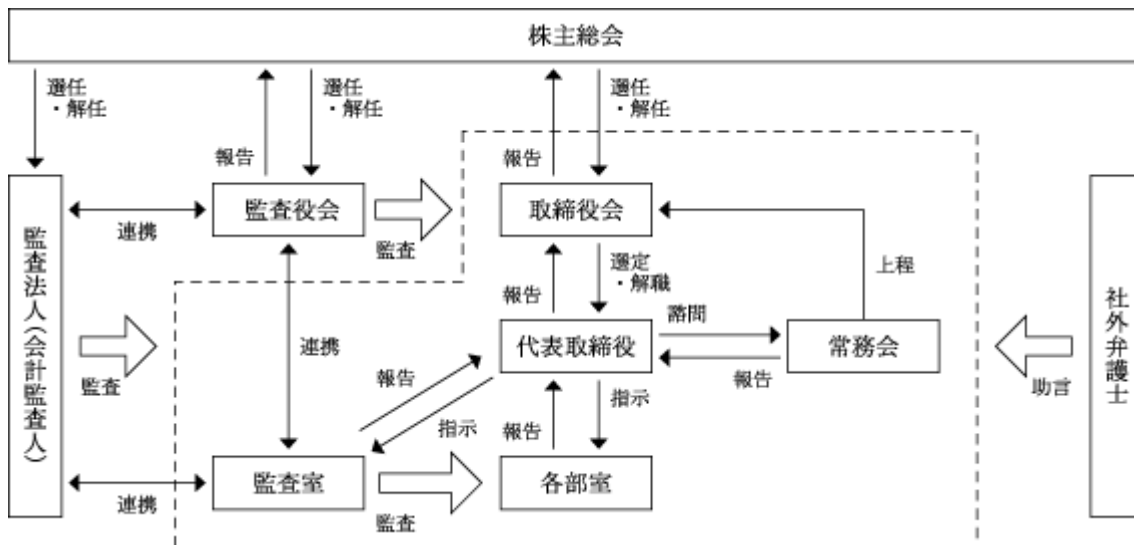 株主総会
選任
・解任
選任
・解任
選任
・解任
報告
報告
監査役会
取締役会
連携
監査
監査法人(会計監査人)
社外弁護士
選定
・解職
報告
上程
諮問
代表取締役
常務会
報告
連携
監査
報告
指示
指示
報告
助言
監査室
各部室
連携
監査